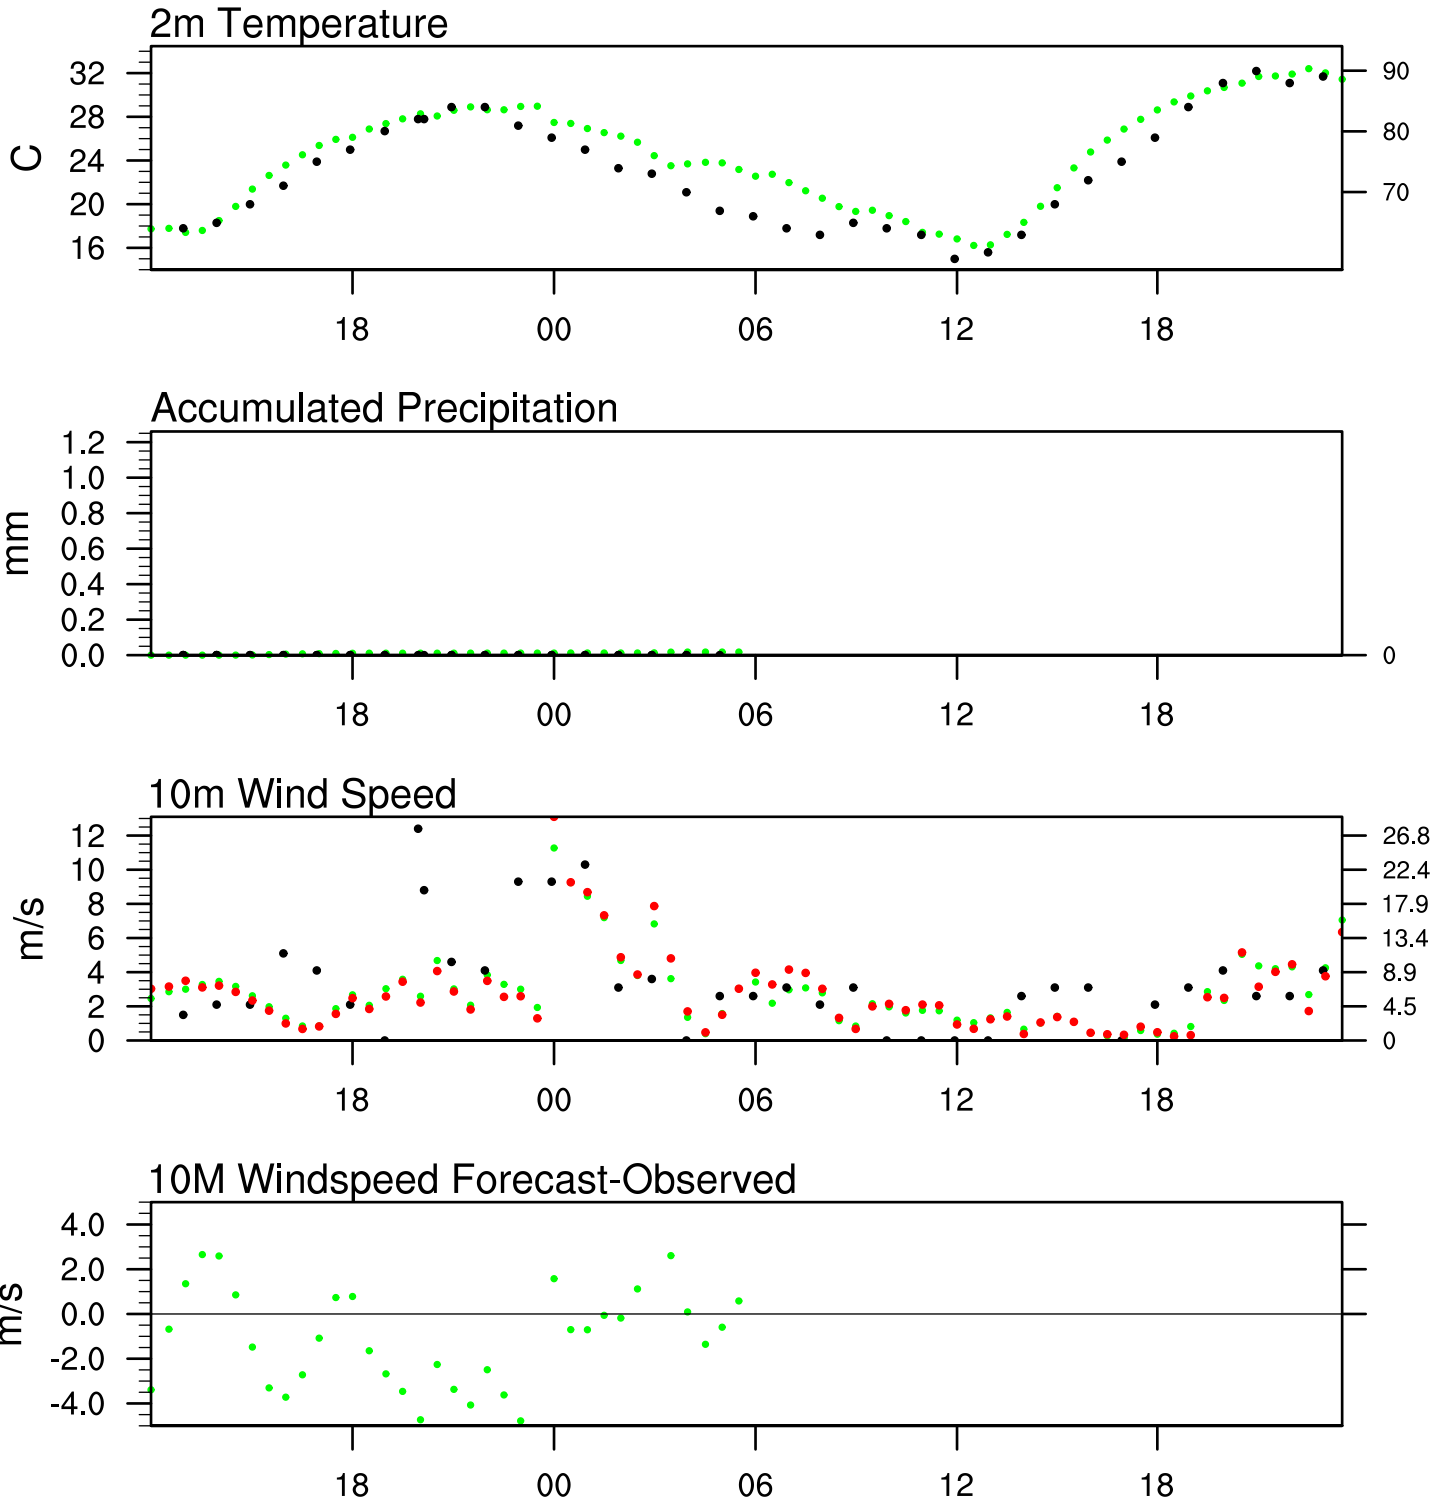 2m Temperature
32
28
24
20
16
C
90
80
70
18 00 06 12 18
Accumulated Precipitation
1.2
1.0
0.8
0.6
0.4
0.2
0.0
mm
0
18 00 06 12 18
10m Wind Speed
12
10
8
6
4
2
0
m/s
26.8
22.4
17.9
13.4
8.9
4.5
0
18 00 06 12 18
10M Windspeed Forecast-Observed
4.0
2.0
0.0
-2.0
-4.0
m/s
18 00 06 12 18